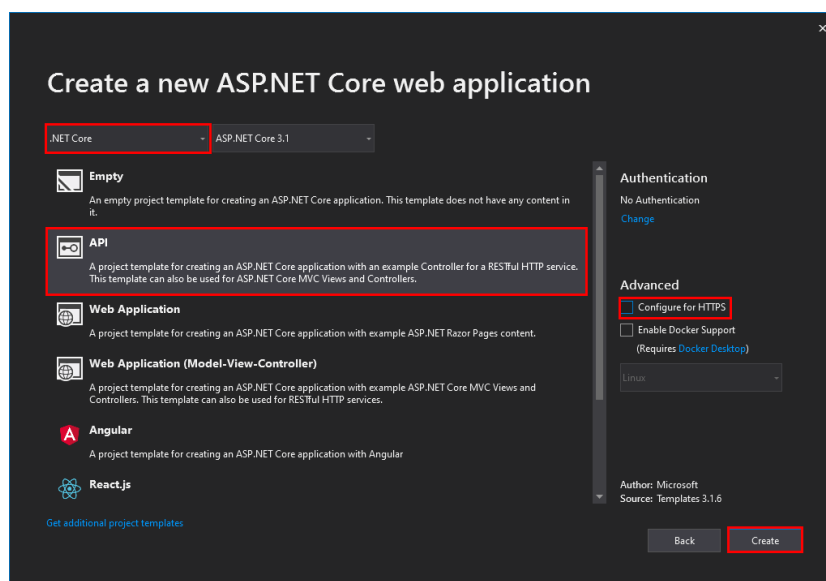 Create a new ASP.NET Core web application
.NET Core
ASP.NET Core 3.1
Empty
An empty project template for creating an ASP.NET Core application. This template does not have any content in
it.
API
A project template for creating an ASP.NET Core application with an example Controller for a RESTful HTTP service.
This template can also be used for ASP.NET Core MVC Views and Controllers.
Web Application
A project template for creating an ASP.NET Core application with example ASP.NET Razor Pages content.
Web Application (Model-View-Controller)
A project template for creating an ASP.NET Core application with example ASP.NET Core MVC Views and
Controllers. This template can also be used for RESTful HTTP services.
Angular
A project template for creating an ASP.NET Core application with Angular
React.js
Get additional project templates
Authentication
No Authentication
Change
Advanced
Configure for HTTPS
Enable Docker Support
(Requires Docker Desktop)
Linux
Author: Microsoft
Source: Templates 3.1.6
Back
Create